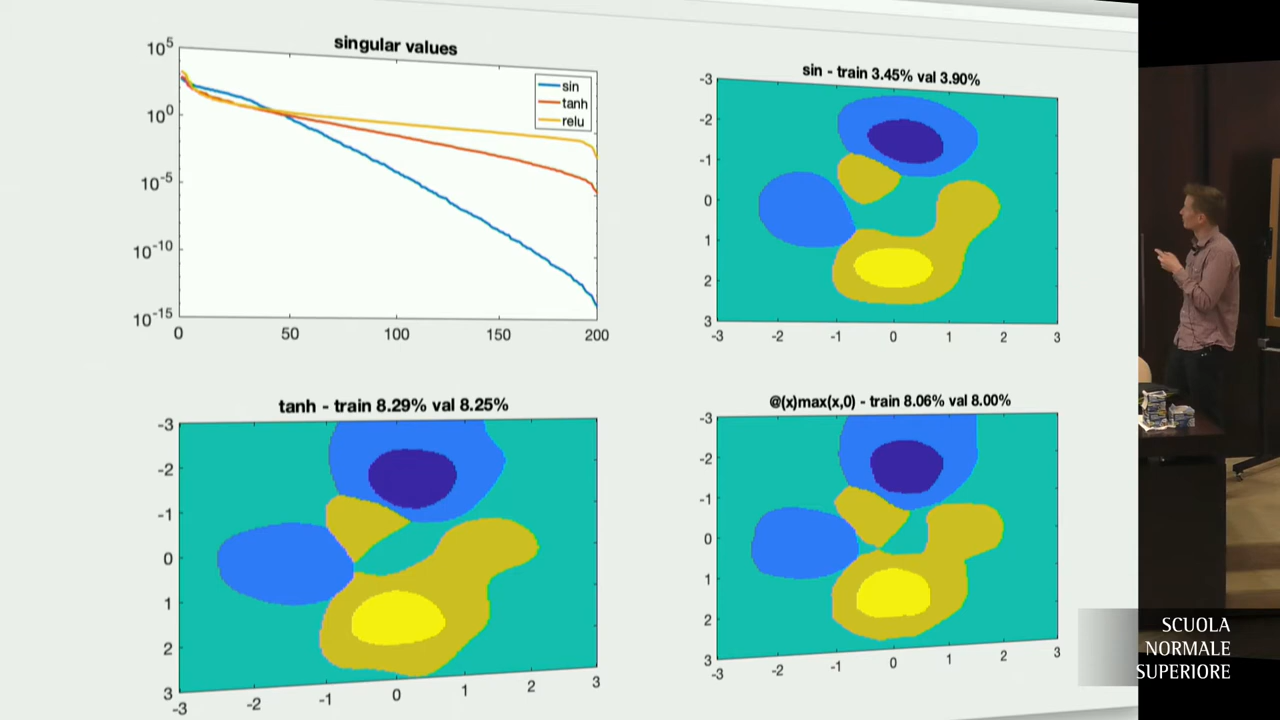 singular values
10^5
10^0
10^-5
10^-10
10^-15
0 50 100 150 200
sin
tanh
relu
sin - train 3.45% val 3.90%
-3
-2
-1
0
1
2
3
-3 -2 -1 0 1 2 3
tanh - train 8.29% val 8.25%
-3
-2
-1
0
1
2
3
-3 -2 -1 0 1 2 3
@(x)max(x,0) - train 8.06% val 8.00%
-3
-2
-1
0
1
2
3
-3 -2 -1 0 1 2 3
SCUOLA
NORMALE
SUPERIORE